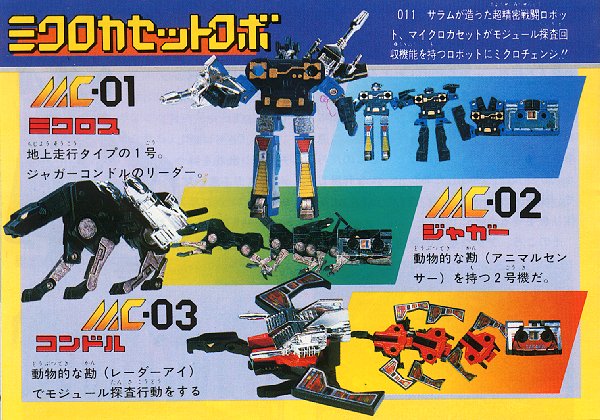 ミクロカセットロボ
011 サラムが造った超精密戦闘ロボッ
ト、マイクロカセットがモジュール探査回
収機能を持つロボットにミクロチェンジ!!
MC-01
ミクロス
地上走行タイプの1号。
ジャガーコンドルのリーダー。
MC-02
ジャガー
動物的な勘(アニマルセン
サー)を持つ2号機だ。
MC-03
コンドル
動物的な勘(レーダーアイ)
でモジュール探査行動をする